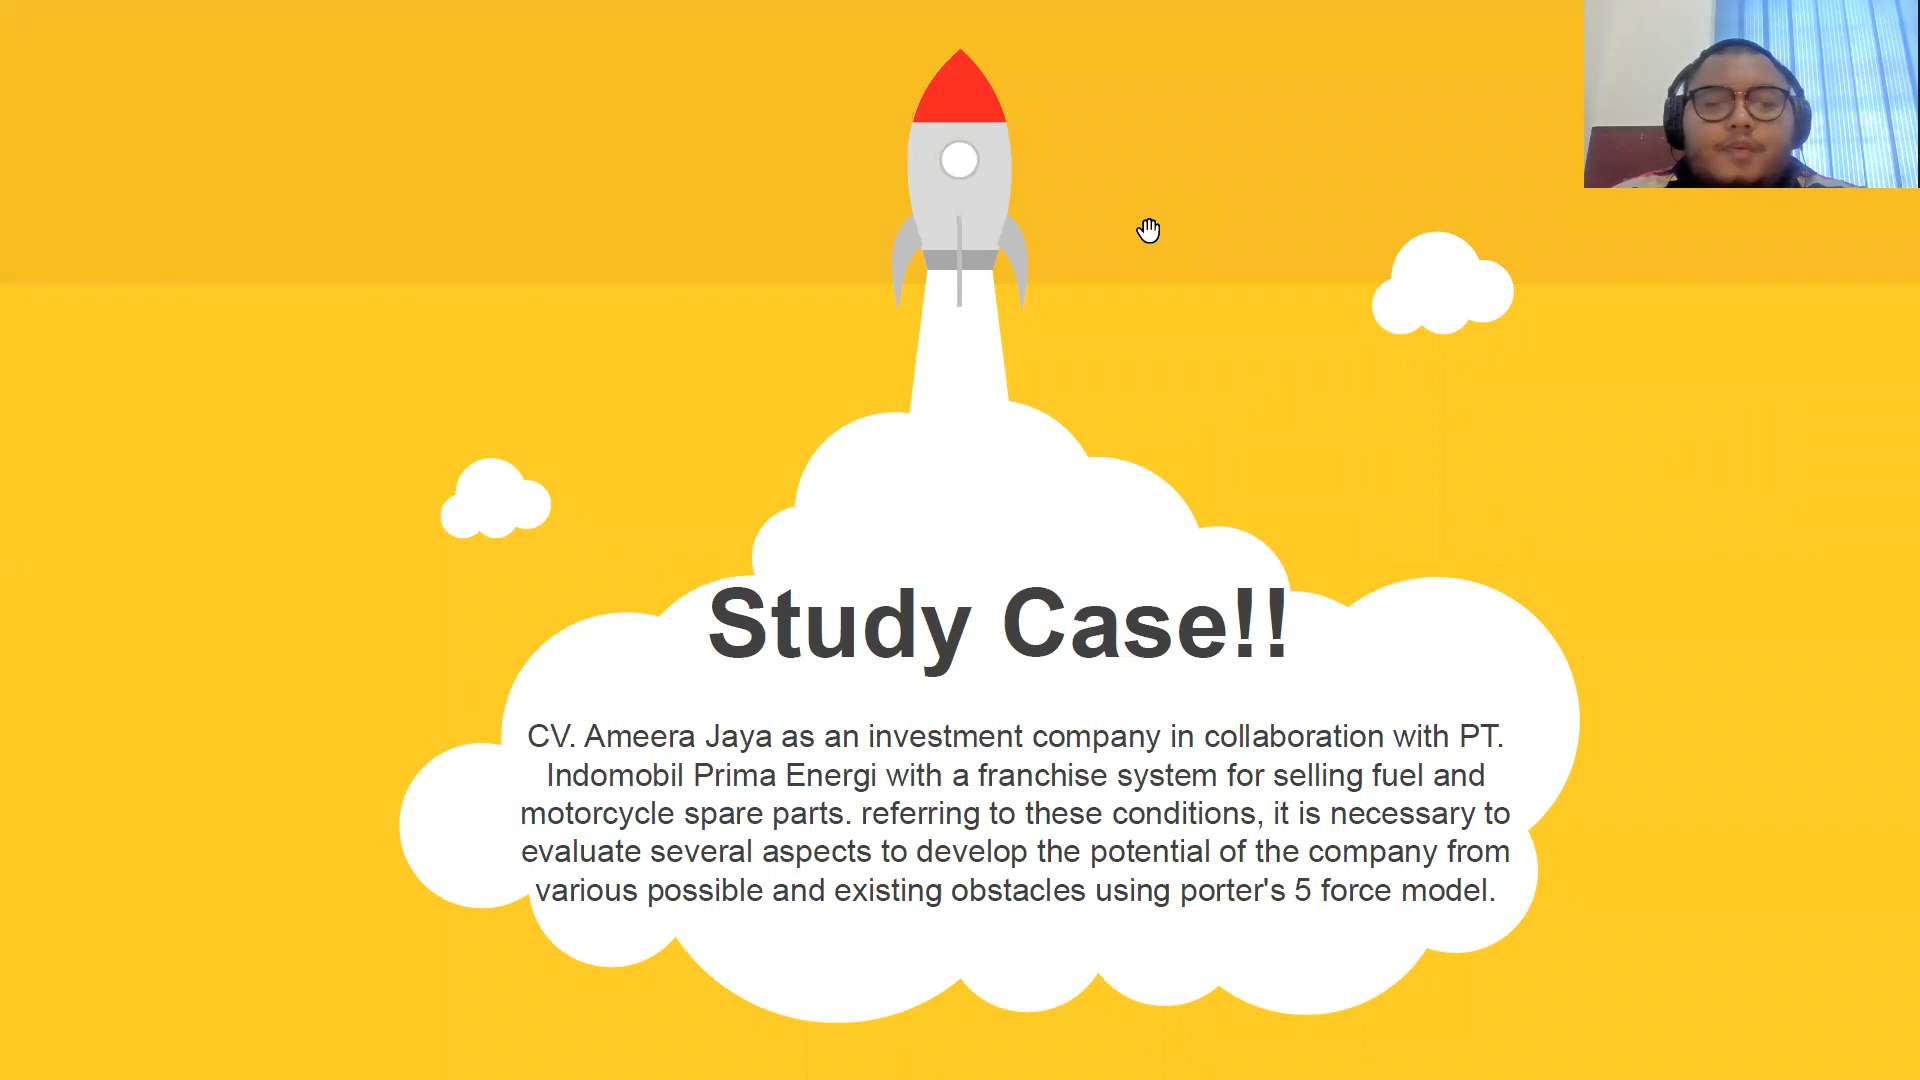 Study Case!!
CV. Ameera Jaya as an investment company in collaboration with PT.
Indomobil Prima Energi with a franchise system for selling fuel and
motorcycle spare parts. referring to these conditions, it is necessary to
evaluate several aspects to develop the potential of the company from
various possible and existing obstacles using porter's 5 force model.